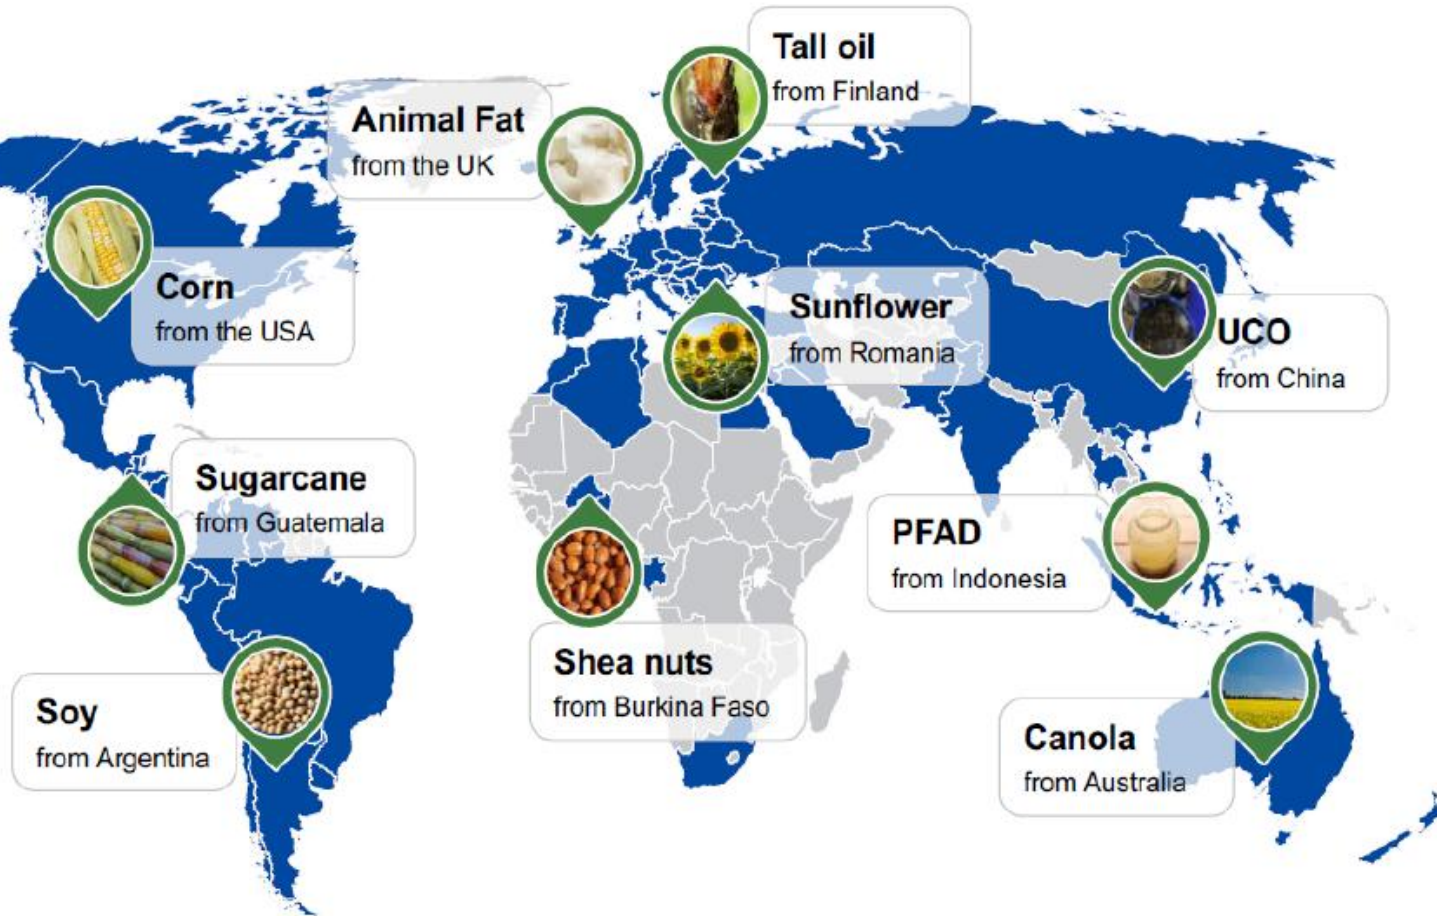 Tall oil
from Finland
Animal Fat
from the UK
Corn
from the USA
Sunflower
from Romania
UCO
from China
Sugarcane
from Guatemala
PFAD
from Indonesia
Shea nuts
from Burkina Faso
Soy
from Argentina
Canola
from Australia